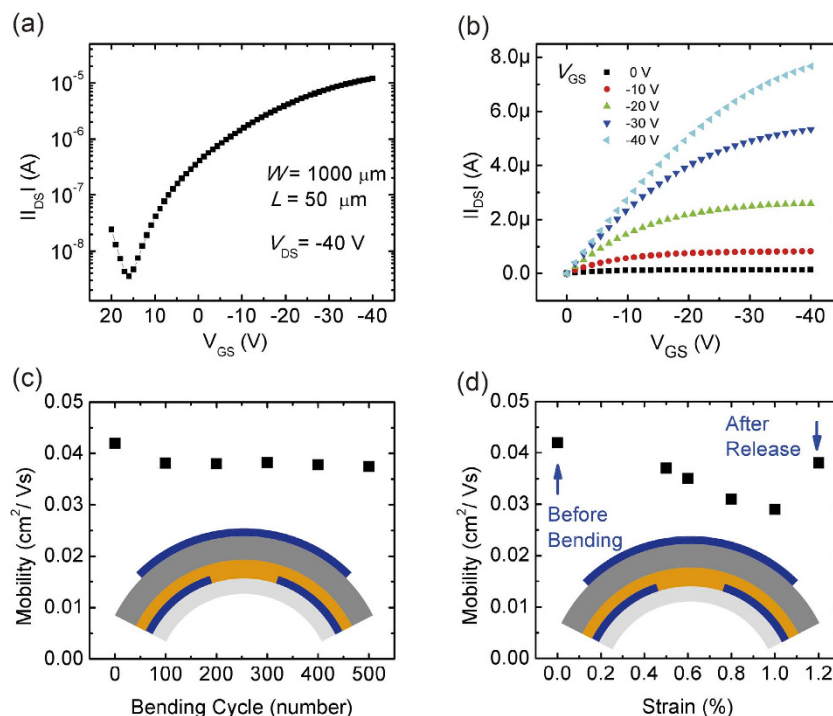 (a)
10^-5
10^-6
10^-7
10^-8
|I_DS| (A)
W = 1000 μm
L = 50 μm
V_DS = -40 V
20 10 0 -10 -20 -30 -40
V_GS (V)
(b)
8.0μ
6.0μ
4.0μ
2.0μ
0.0
|I_DS| (A)
V_GS
0 V
-10 V
-20 V
-30 V
-40 V
0 -10 -20 -30 -40
V_GS (V)
(c)
0.05
0.04
0.03
0.02
0.01
0.00
Mobility (cm²/ Vs)
0 100 200 300 400 500
Bending Cycle (number)
(d)
0.05
0.04
0.03
0.02
0.01
0.00
Mobility (cm²/ Vs)
After
Release
Before
Bending
0.0 0.2 0.4 0.6 0.8 1.0 1.2
Strain (%)